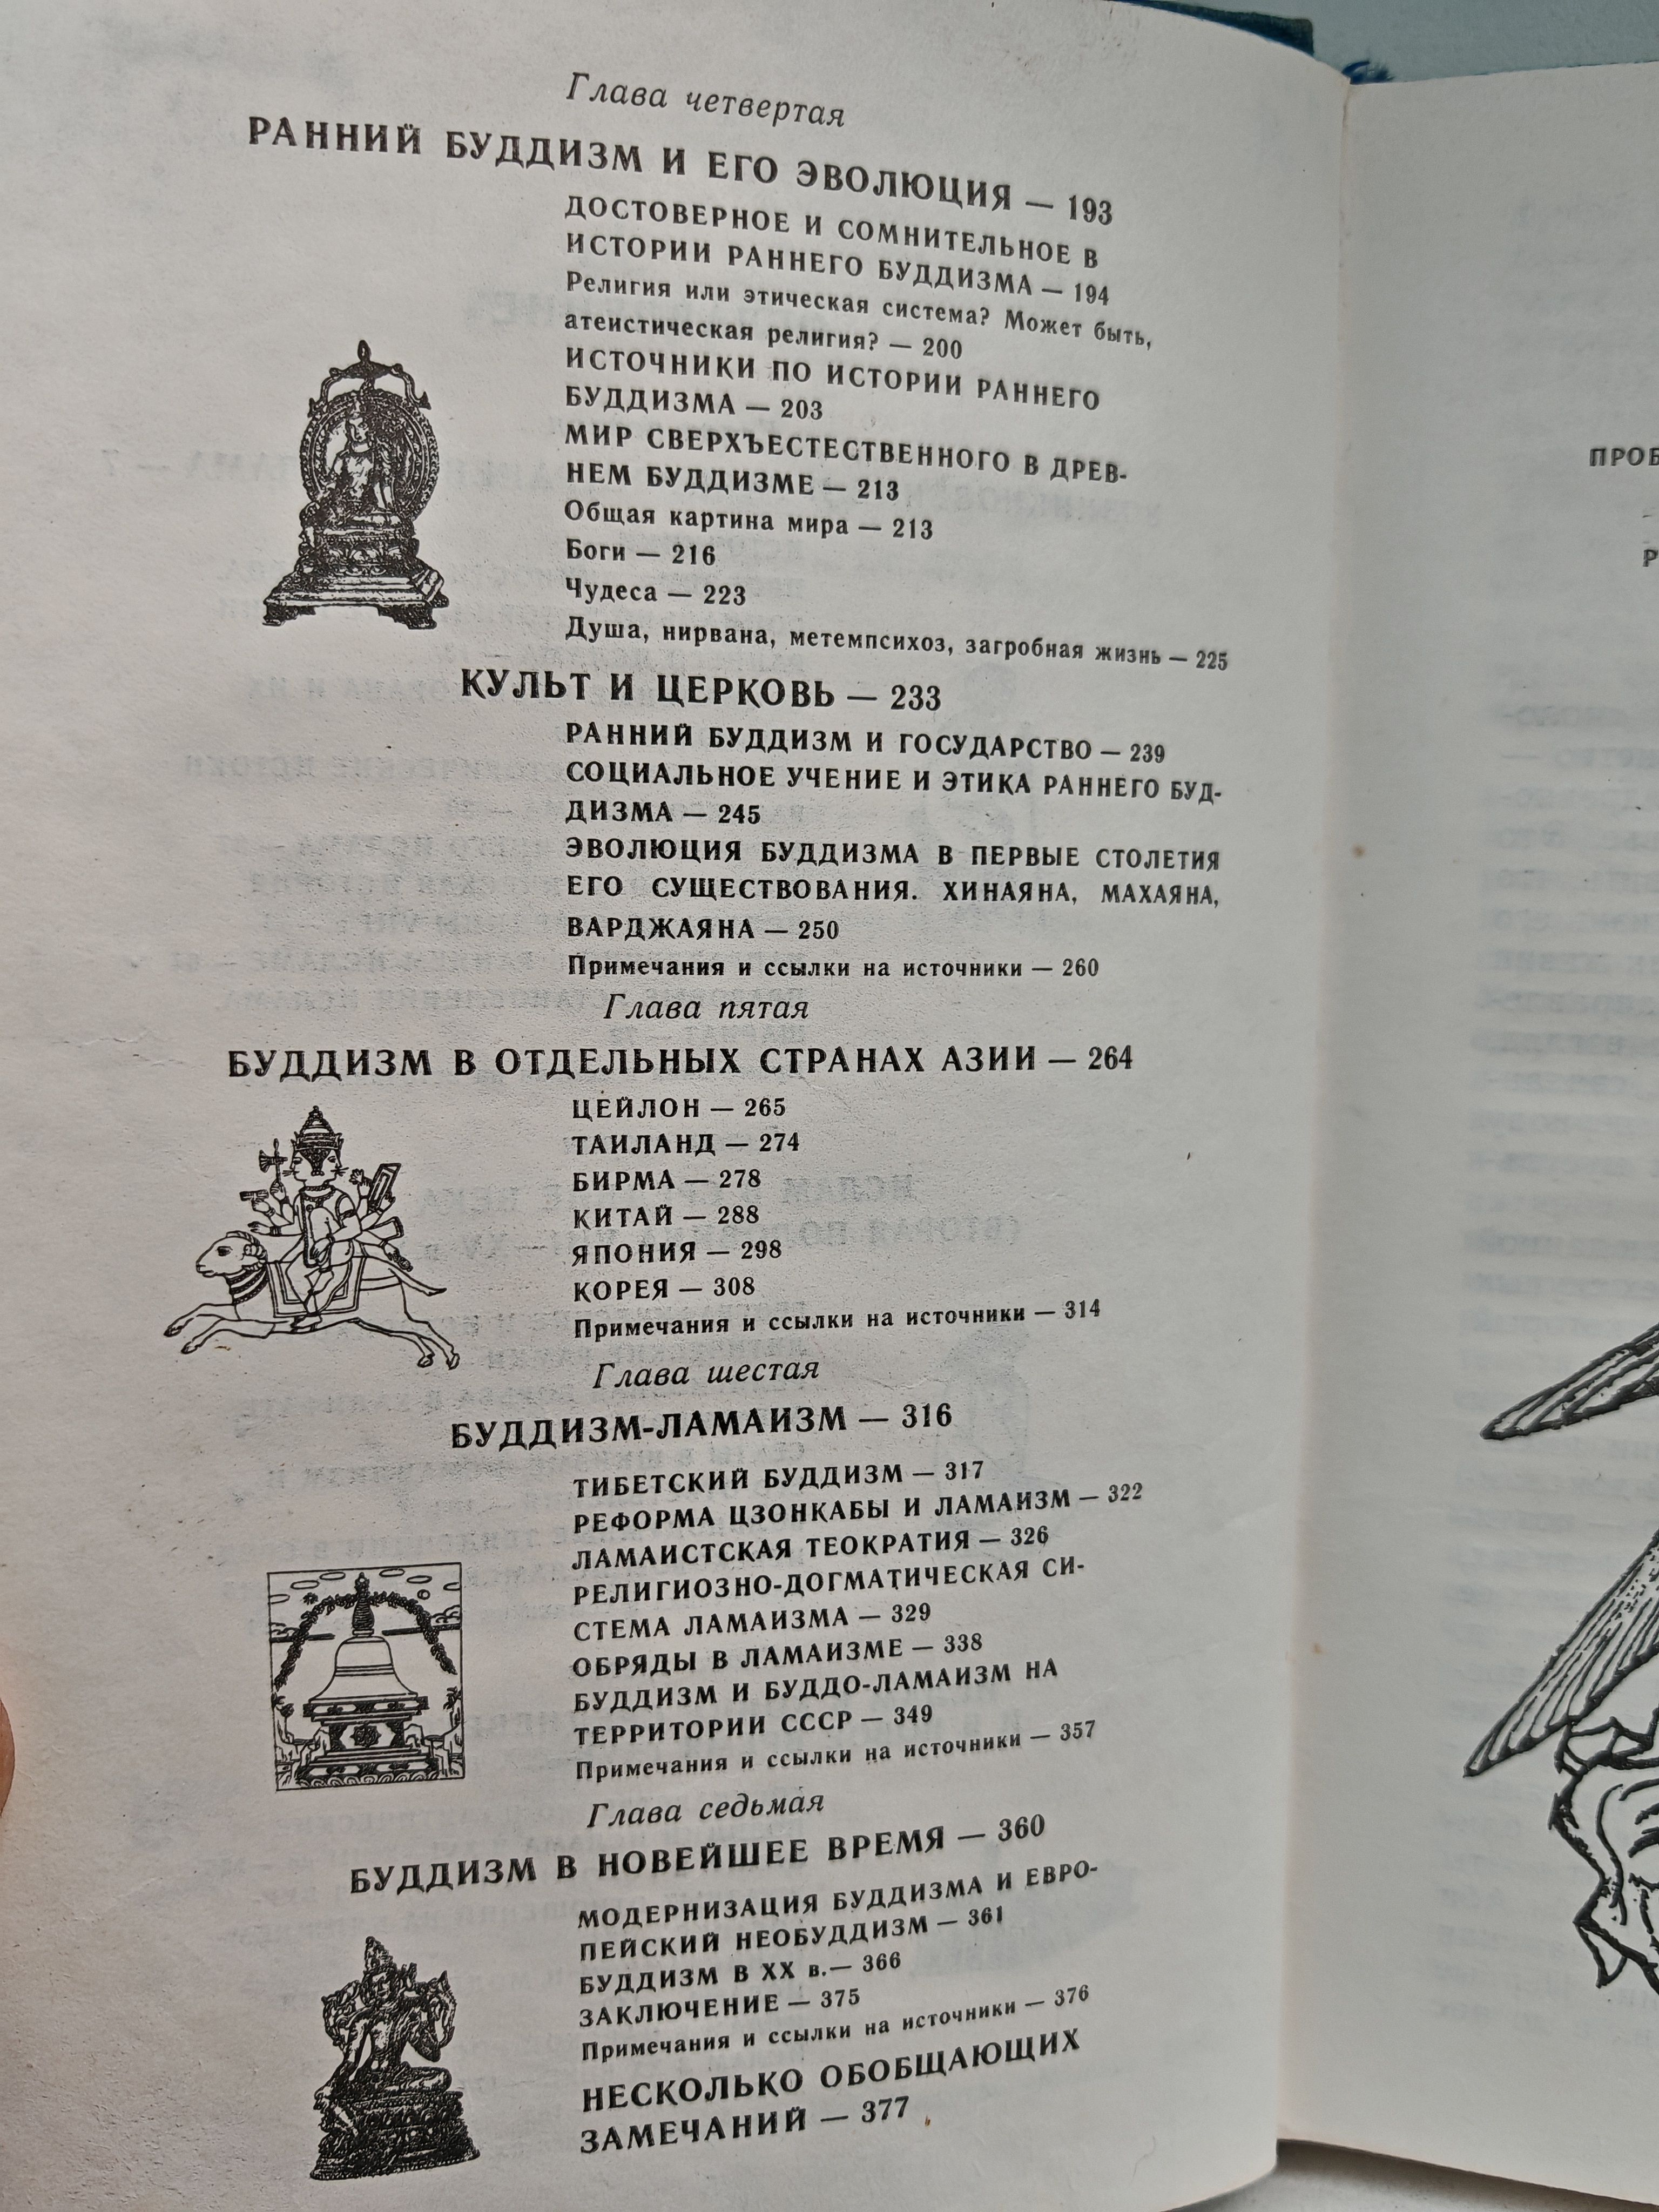 Глава четвертая
РАННИЙ БУДДИЗМ И ЕГО ЭВОЛЮЦИЯ — 193
ДОСТОВЕРНОЕ И СОМНИТЕЛЬНОЕ В
ИСТОРИИ РАННЕГО БУДДИЗМА — 194
Религия или этическая система? Может быть,
атеистическая религия? — 200
ИСТОЧНИКИ ПО ИСТОРИИ РАННЕГО
БУДДИЗМА — 203
МИР СВЕРХЪЕСТЕСТВЕННОГО В ДРЕВ-
НЕМ БУДДИЗМЕ — 213
Общая картина мира — 213
Боги — 216
Чудеса — 223
Душа, нирвана, метемпсихоз, загробная жизнь — 225
КУЛЬТ И ЦЕРКОВЬ — 233
РАННИЙ БУДДИЗМ И ГОСУДАРСТВО — 239
СОЦИАЛЬНОЕ УЧЕНИЕ И ЭТИКА РАННЕГО БУД-
ДИЗМА — 245
ЭВОЛЮЦИЯ БУДДИЗМА В ПЕРВЫЕ СТОЛЕТИЯ
ЕГО СУЩЕСТВОВАНИЯ. ХИНАЯНА, МАХАЯНА,
ВАРДЖАЯНА — 250
Примечания и ссылки на источники — 260
Глава пятая
БУДДИЗМ В ОТДЕЛЬНЫХ СТРАНАХ АЗИИ — 264
ЦЕЙЛОН — 265
ТАИЛАНД — 274
БИРМА — 278
КИТАЙ — 288
ЯПОНИЯ — 298
КОРЕЯ — 308
Примечания и ссылки на источники — 314
Глава шестая
БУДДИЗМ-ЛАМАИЗМ — 316
ТИБЕТСКИЙ БУДДИЗМ — 317
РЕФОРМА ЦЗОНКАБЫ И ЛАМАИЗМ — 322
ЛАМАИСТСКАЯ ТЕОКРАТИЯ — 326
РЕЛИГИОЗНО-ДОГМАТИЧЕСКАЯ СИ-
СТЕМА ЛАМАИЗМА — 329
ОБРЯДЫ В ЛАМАИЗМЕ — 338
БУДДИЗМ И БУДДО-ЛАМАИЗМ НА
ТЕРРИТОРИИ СССР — 349
Примечания и ссылки на источники — 357
Глава седьмая
БУДДИЗМ В НОВЕЙШЕЕ ВРЕМЯ — 360
МОДЕРНИЗАЦИЯ БУДДИЗМА И ЕВРО-
ПЕЙСКИЙ НЕОБУДДИЗМ — 361
БУДДИЗМ В XX в.— 366
ЗАКЛЮЧЕНИЕ — 375
Примечания и ссылки на источники — 376
НЕСКОЛЬКО ОБОБЩАЮЩИХ
ЗАМЕЧАНИЙ — 377
ПРОБ